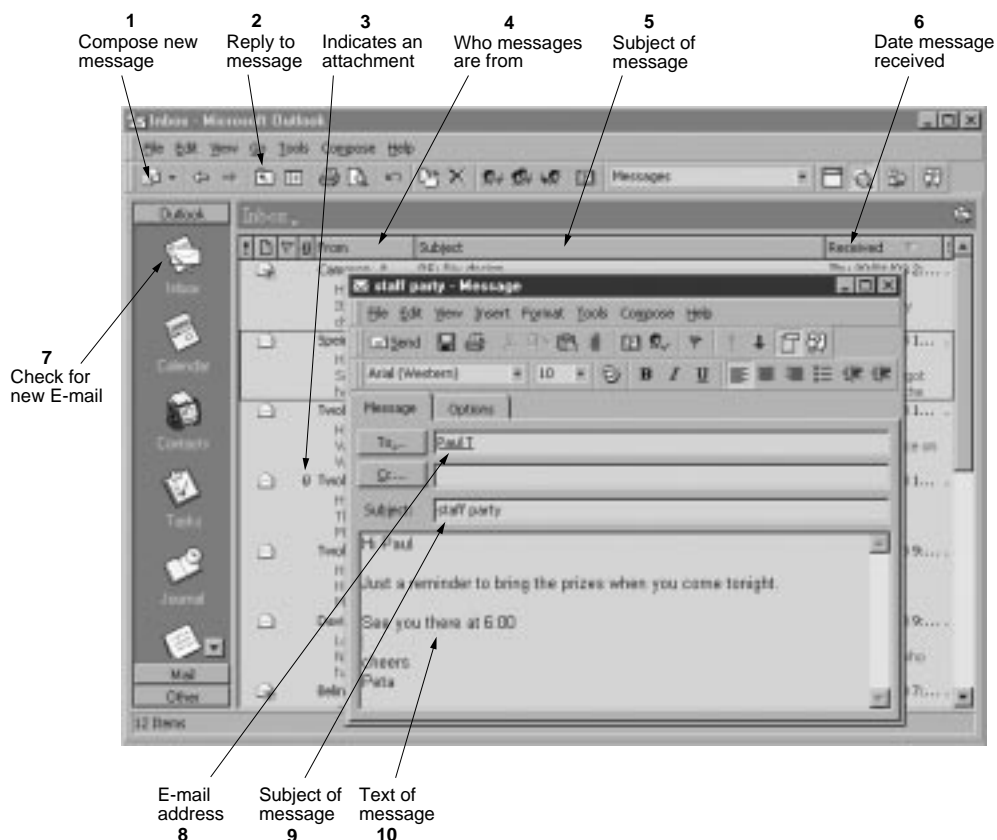 1
Compose new
message
2
Reply to
message
3
Indicates an
attachment
4
Who messages
are from
5
Subject of
message
6
Date message
received
Inbox - Microsoft Outlook
File Edit View Go Tools Compose Help
Messages
Outlook
Inbox
From Subject Received
Inbox
Calendar
Contacts
Tasks
Journal
Mail
Other
12 Items
7
Check for
new E-mail
staff party - Message
File Edit View Insert Format Tools Compose Help
Send
Arial (Western) 10 B I U
Message Options
To... Paul T
Cc...
Subject: staff party
Hi Paul
Just a reminder to bring the prizes when you come tonight.
See you there at 6.00
cheers
Peta
E-mail
address
8
Subject of
message
9
Text of
message
10